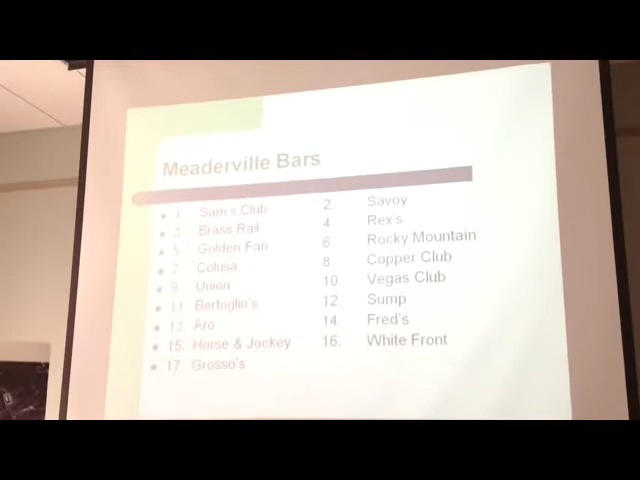 Meaderville Bars
1. Sam's Club 2. Savoy
3. Brass Rail 4. Rex's
5. Golden Fan 6. Rocky Mountain
7. Colusa 8. Copper Club
9. Union 10. Vegas Club
11. Bertoglin's 12. Sump
13. Aro 14. Fred's
15. Horse & Jockey 16. White Front
17. Grosso's